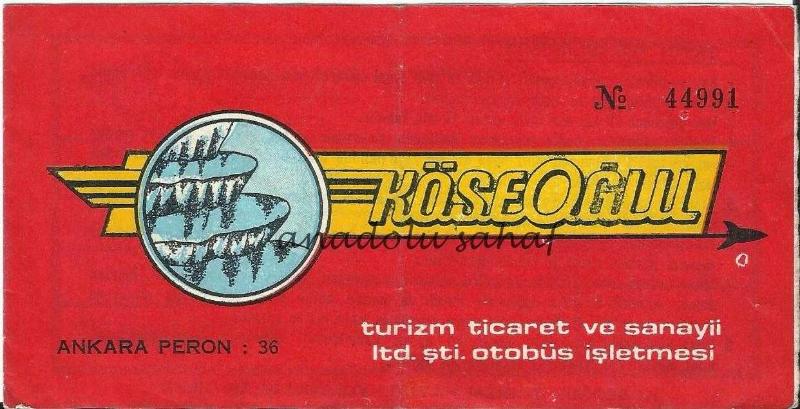 № 44991
KÖSEOĞLU
anadolu sahaf
turizm ticaret ve sanayii
ltd. şti. otobüs işletmesi
ANKARA PERON : 36